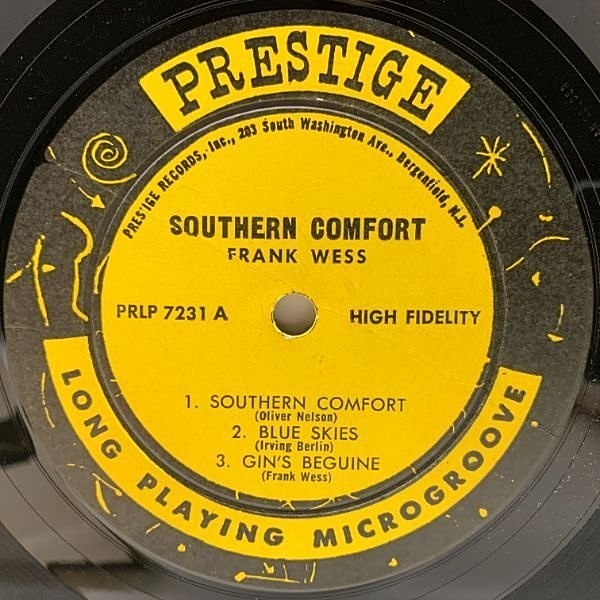 PRESTIGE
PRESTIGE RECORDS, Inc., 203 South Washington Ave., Bergenfield, N.J.
SOUTHERN COMFORT
FRANK WESS
PRLP 7231 A
HIGH FIDELITY
1. SOUTHERN COMFORT
(Oliver Nelson)
2. BLUE SKIES
(Irving Berlin)
3. GIN'S BEGUINE
(Frank Wess)
LONG PLAYING MICROGROOVE